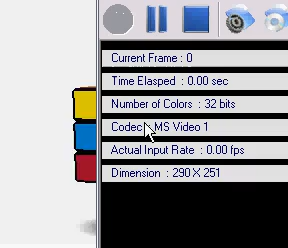 Current Frame : 0
Time Elasped : 0.00 sec
Number of Colors : 32 bits
Codec : MS Video 1
Actual Input Rate : 0.00 fps
Dimension : 290 X 251